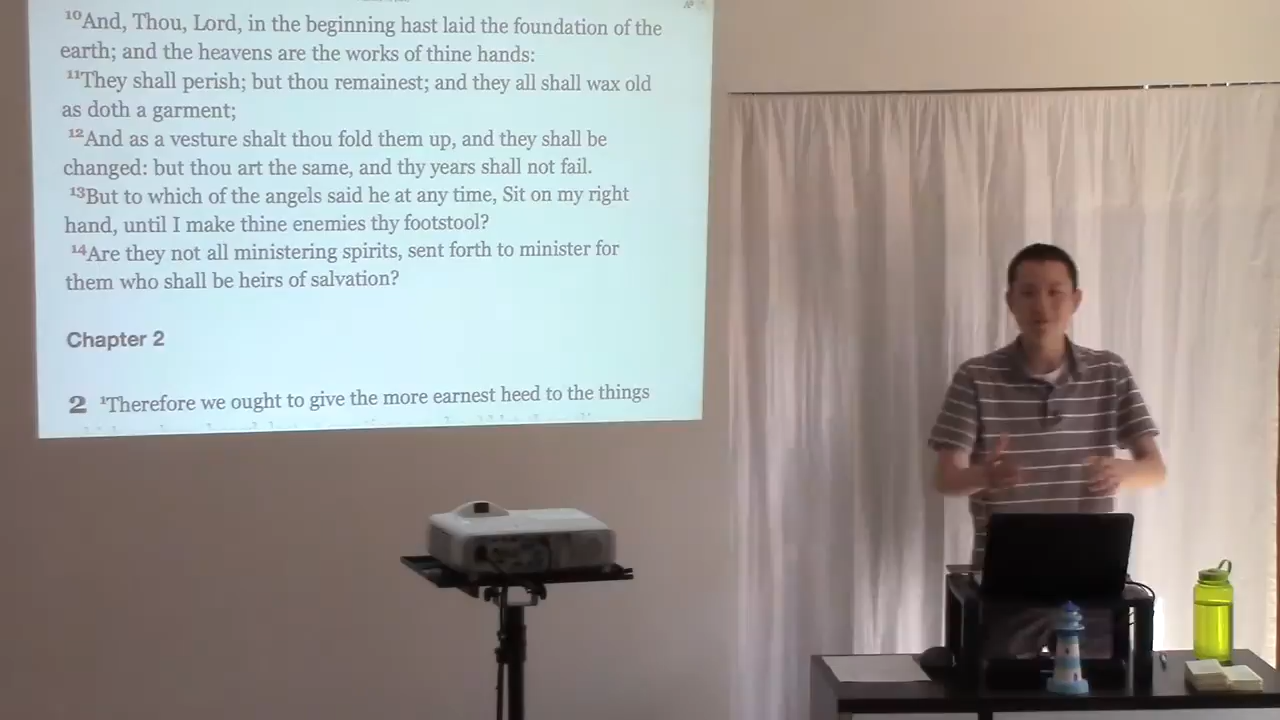 10And, Thou, Lord, in the beginning hast laid the foundation of the
earth; and the heavens are the works of thine hands:
11They shall perish; but thou remainest; and they all shall wax old
as doth a garment;
12And as a vesture shalt thou fold them up, and they shall be
changed: but thou art the same, and thy years shall not fail.
13But to which of the angels said he at any time, Sit on my right
hand, until I make thine enemies thy footstool?
14Are they not all ministering spirits, sent forth to minister for
them who shall be heirs of salvation?
Chapter 2
2 1Therefore we ought to give the more earnest heed to the things